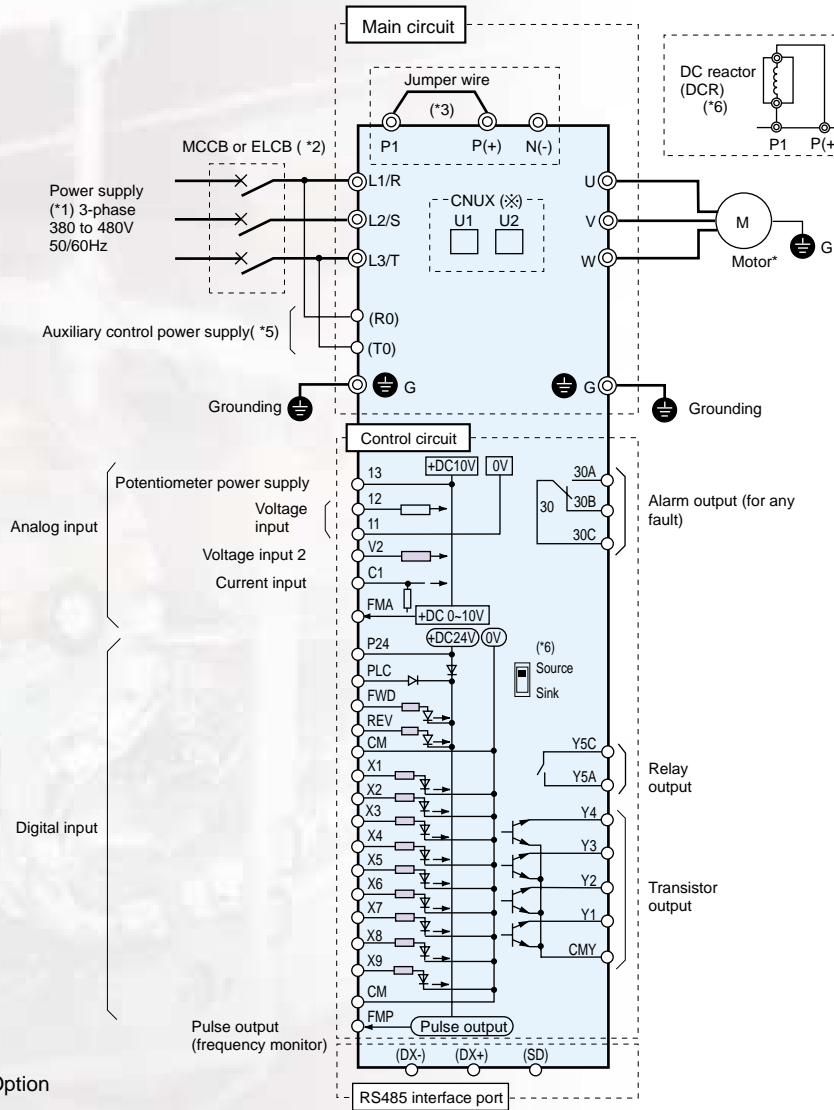 Main circuit
Jumper wire
(*3)
DC reactor
(DCR)
(*6)
P1
P(+)
N(-)
P1
P(+
MCCB or ELCB ( *2)
Power supply
(*1) 3-phase
380 to 480V
50/60Hz
L1/R
L2/S
L3/T
CNUX (※)
U1
U2
U
V
W
M
Motor*
G
Auxiliary control power supply( *5)
(R0)
(T0)
G
G
Grounding
Grounding
Control circuit
Analog input
Potentiometer power supply
Voltage
input
Voltage input 2
Current input
13
12
11
V2
C1
FMA
+DC10V
0V
+DC 0~10V
30
30A
30B
30C
Alarm output (for any
fault)
+DC24V
0V
(*6)
Source
Sink
Digital input
P24
PLC
FWD
REV
CM
X1
X2
X3
X4
X5
X6
X7
X8
X9
CM
FMP
Pulse output
Y5C
Y5A
Relay
output
Y4
Y3
Y2
Y1
CMY
Transistor
output
Pulse output
(frequency monitor)
(DX-)
(DX+)
(SD)
RS485 interface port